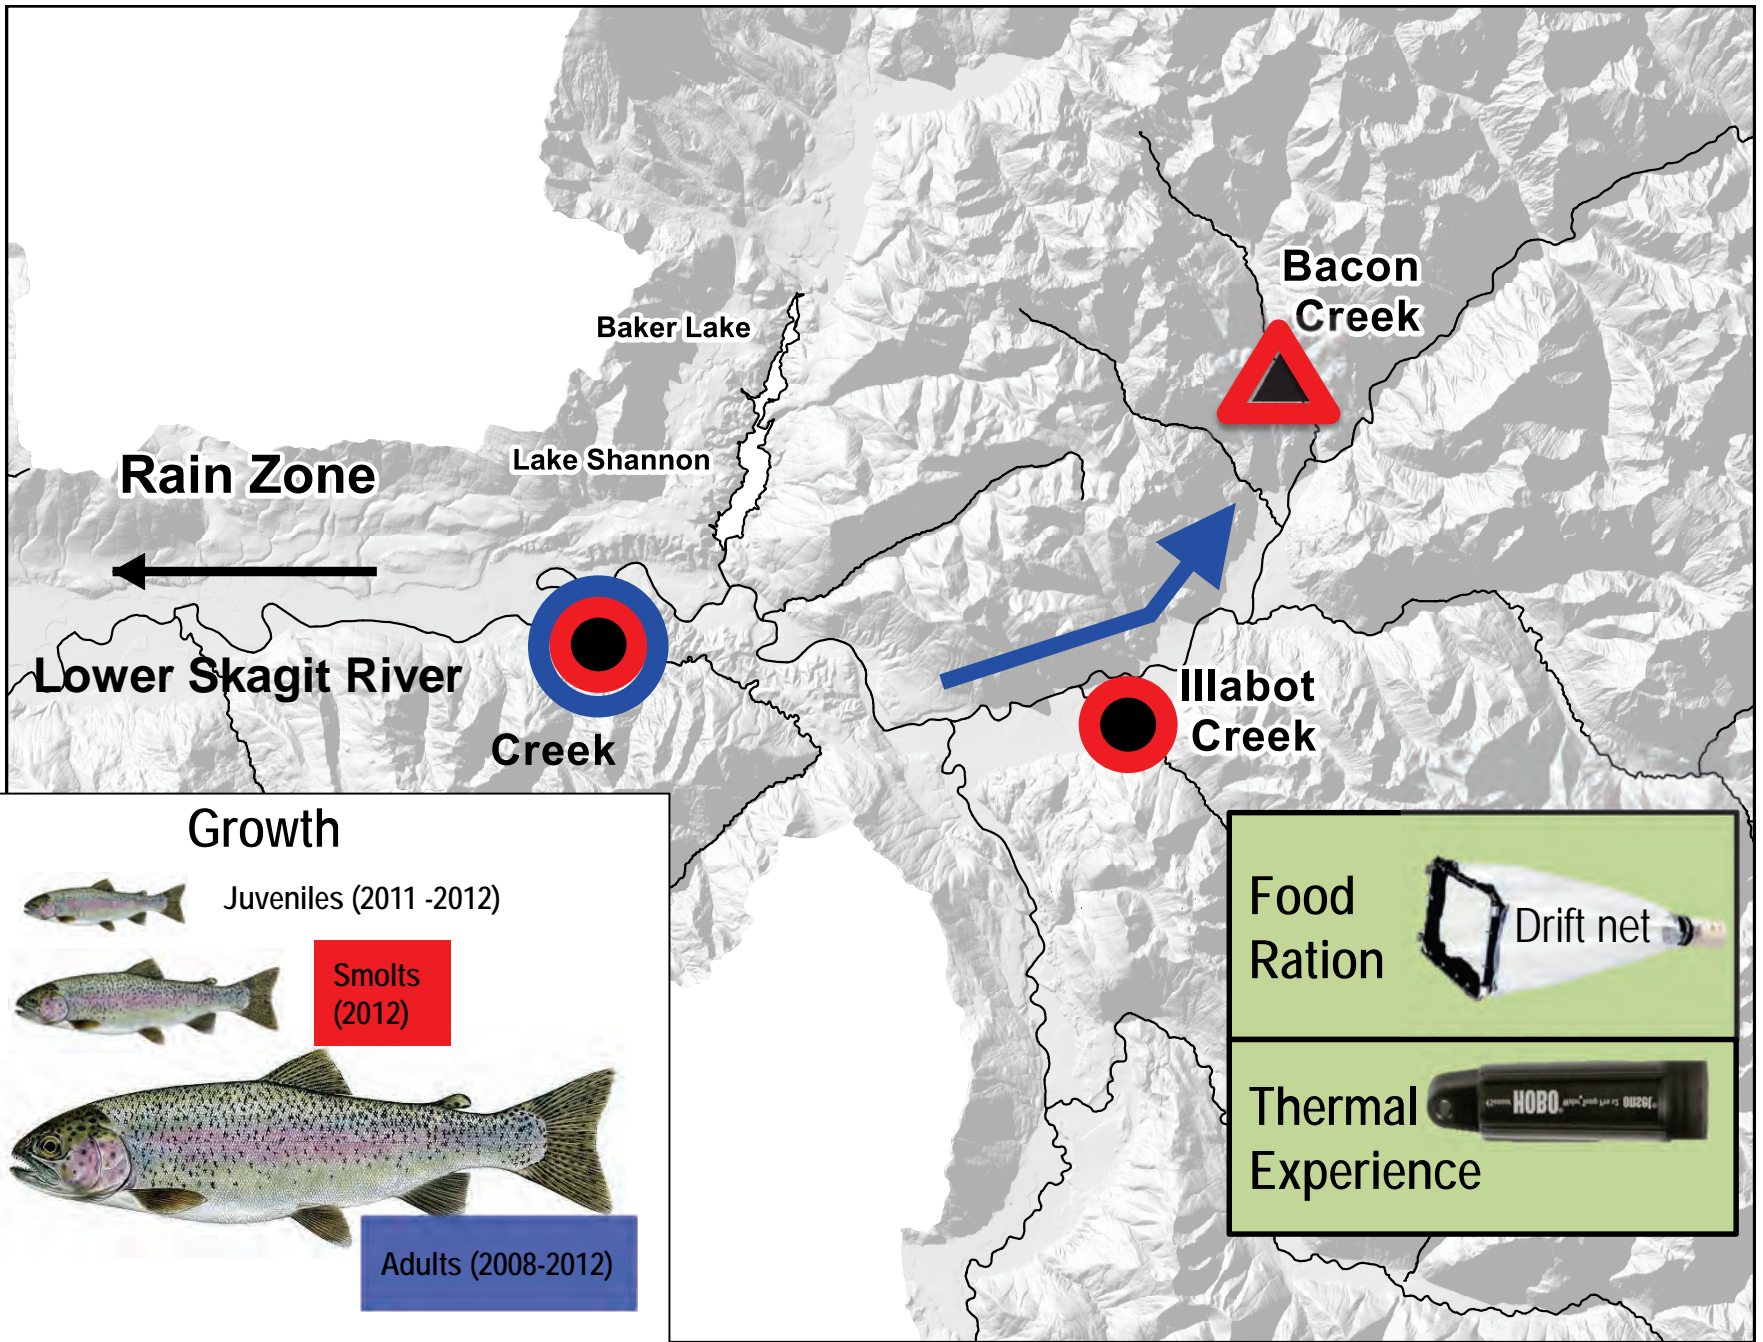 Bacon
Creek
Baker Lake
Lake Shannon
Rain Zone
Lower Skagit River
Illabot
Creek
Creek
Growth
Juveniles (2011 -2012)
Smolts
(2012)
Adults (2008-2012)
Food
Ration
Drift net
Thermal
Experience
HOBO
onset